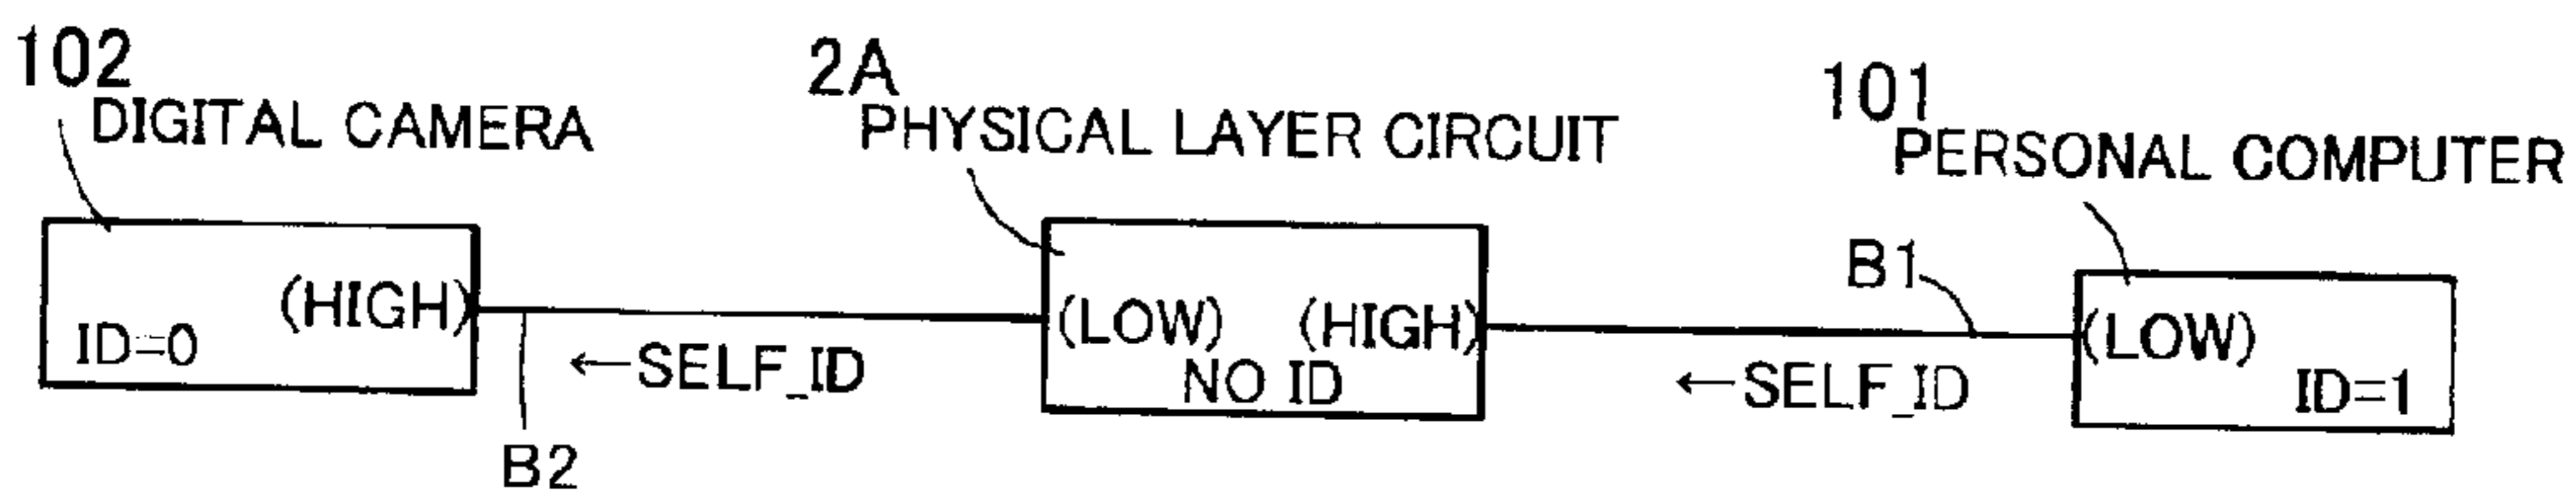 102
DIGITAL CAMERA
2A
PHYSICAL LAYER CIRCUIT
101
PERSONAL COMPUTER
(HIGH)
ID=0
B2
←SELF_ID
(LOW) (HIGH)
NO ID
B1
←SELF_ID
(LOW)
ID=1